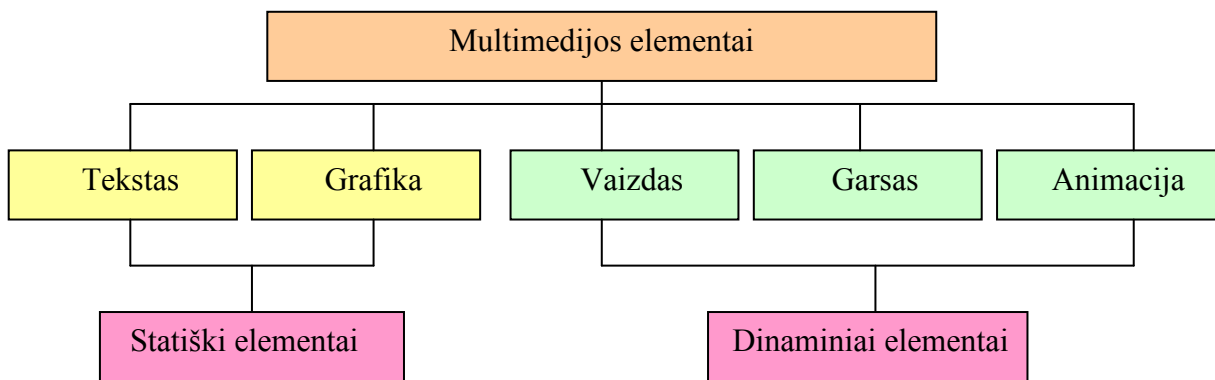 Multimedijos elementai
Tekstas
Grafika
Vaizdas
Garsas
Animacija
Statiški elementai
Dinaminiai elementai